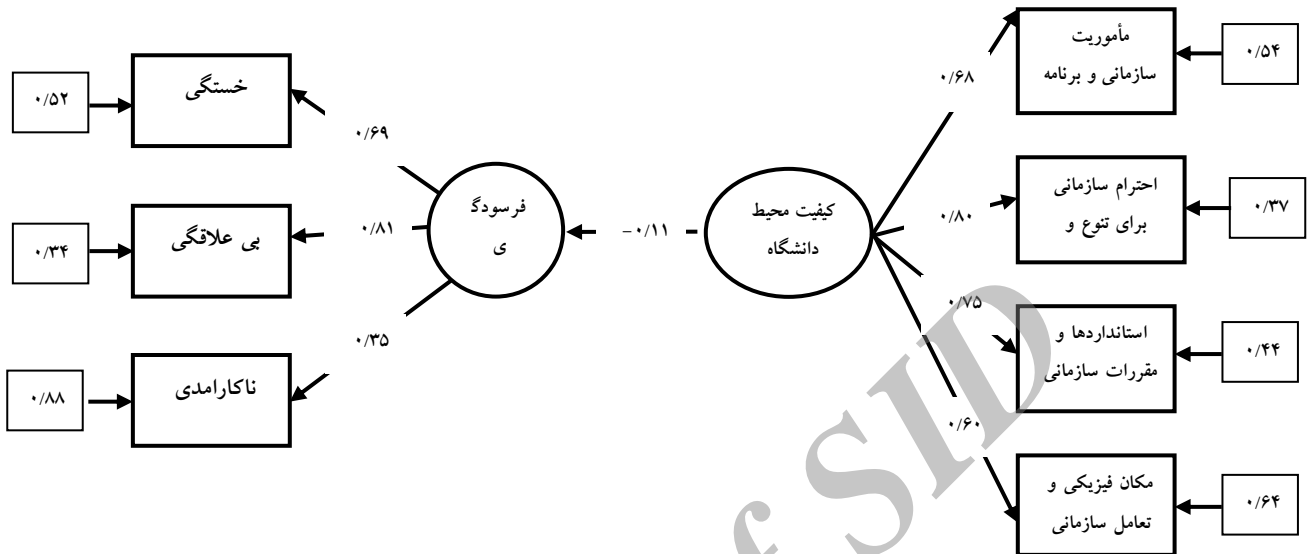 مأموریت
سازمانی و برنامه
۰/۵۴
۰/۶۸
احترام سازمانی
برای تنوع و
۰/۳۷
۰/۸۰
استانداردها و
مقررات سازمانی
۰/۴۴
۰/۷۵
مکان فیزیکی و
تعامل سازمانی
۰/۶۴
۰/۶۰
کیفیت محیط
دانشگاه
-۰/۱۱
فرسودگ
ی
۰/۶۹
خستگی
۰/۵۲
۰/۸۱
بی علاقگی
۰/۳۴
۰/۳۵
ناکارامدی
۰/۸۸
of SID